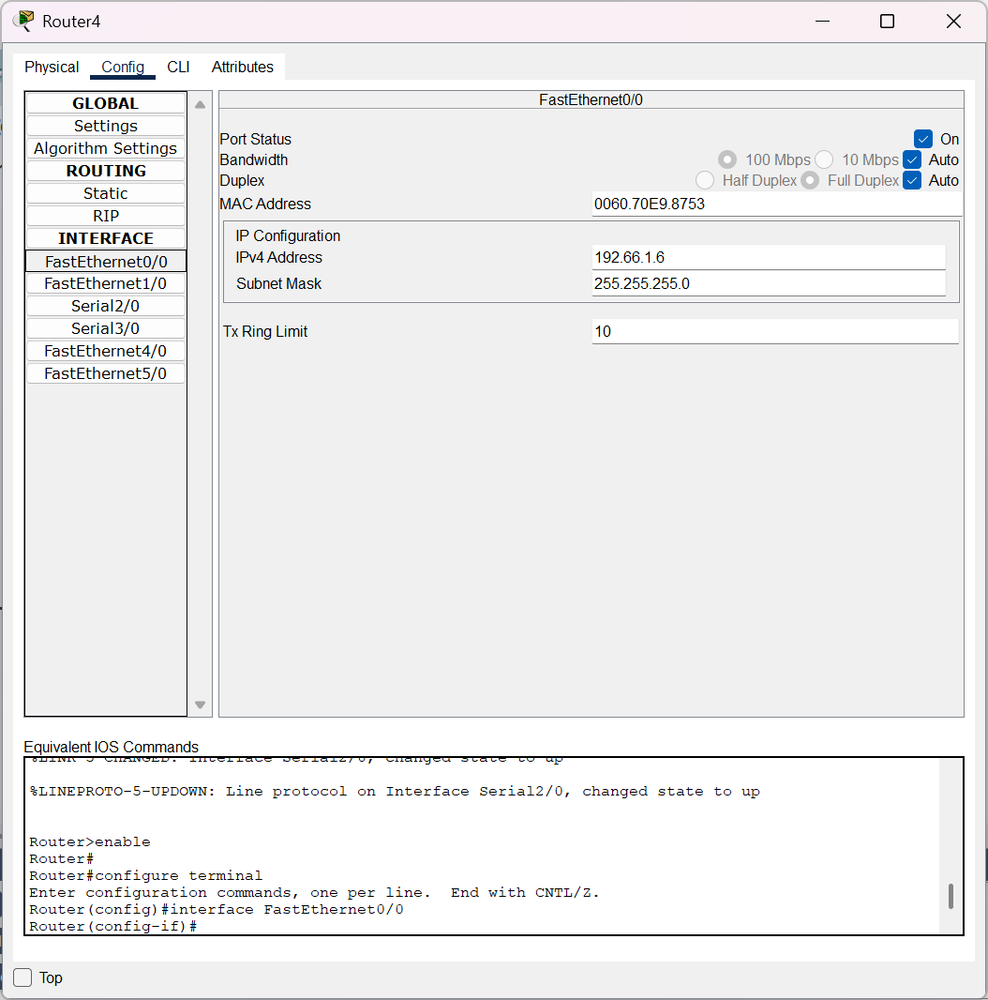 Router4
Physical Config CLI Attributes
GLOBAL
Settings
Algorithm Settings
ROUTING
Static
RIP
INTERFACE
FastEthernet0/0
FastEthernet1/0
Serial2/0
Serial3/0
FastEthernet4/0
FastEthernet5/0
FastEthernet0/0
Port Status On
Bandwidth 100 Mbps 10 Mbps Auto
Duplex Half Duplex Full Duplex Auto
MAC Address 0060.70E9.8753
IP Configuration
IPv4 Address 192.66.1.6
Subnet Mask 255.255.255.0
Tx Ring Limit 10
Equivalent IOS Commands
%LINK-5-CHANGED: Interface Serial2/0, changed state to up
%LINEPROTO-5-UPDOWN: Line protocol on Interface Serial2/0, changed state to up
Router>enable
Router#
Router#configure terminal
Enter configuration commands, one per line.  End with CNTL/Z.
Router(config)#interface FastEthernet0/0
Router(config-if)#
Top